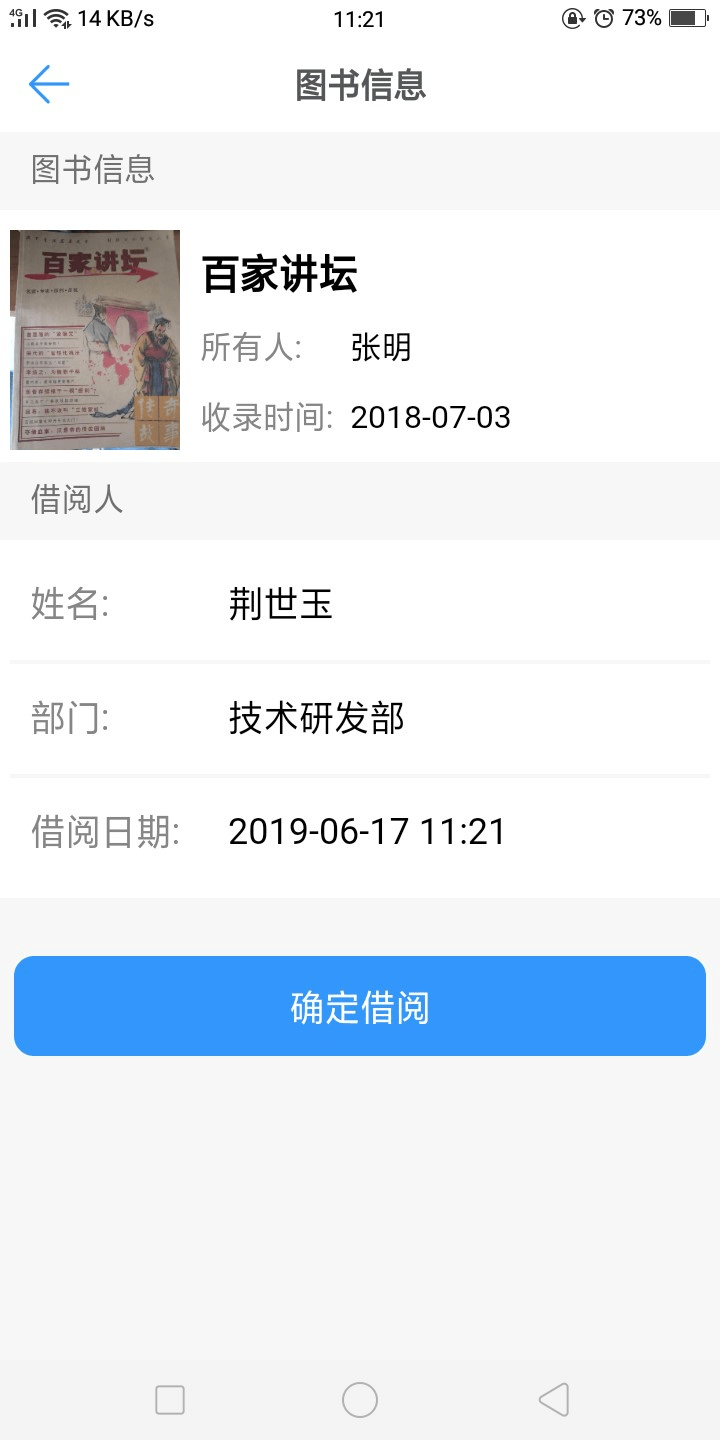 4G 14 KB/s 11:21 73%
图书信息
图书信息
百家讲坛
百家讲坛
所有人: 张明
收录时间: 2018-07-03
借阅人
姓名: 荆世玉
部门: 技术研发部
借阅日期: 2019-06-17 11:21
确定借阅